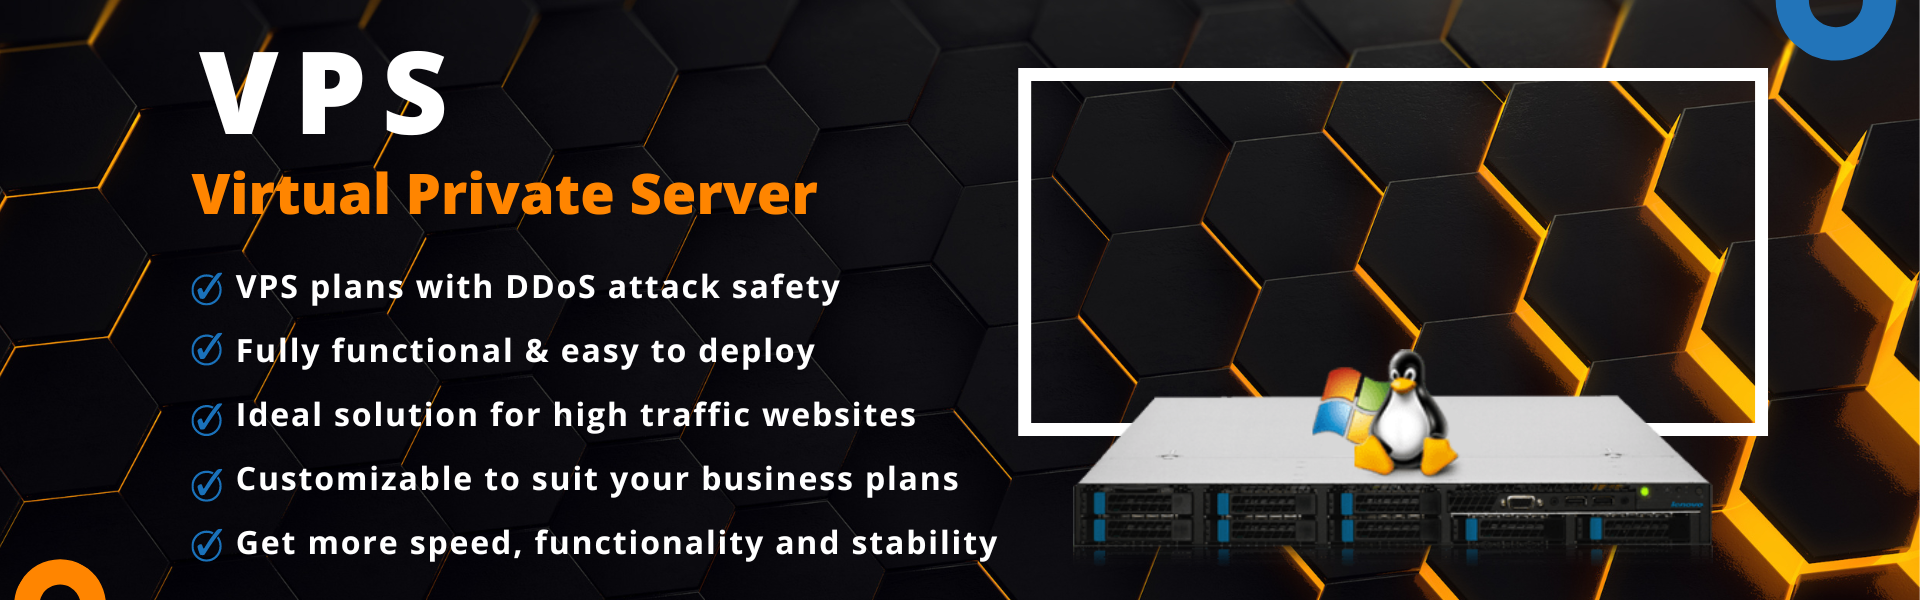 VPS
Virtual Private Server
VPS plans with DDoS attack safety
Fully functional & easy to deploy
Ideal solution for high traffic websites
Customizable to suit your business plans
Get more speed, functionality and stability
lenovo